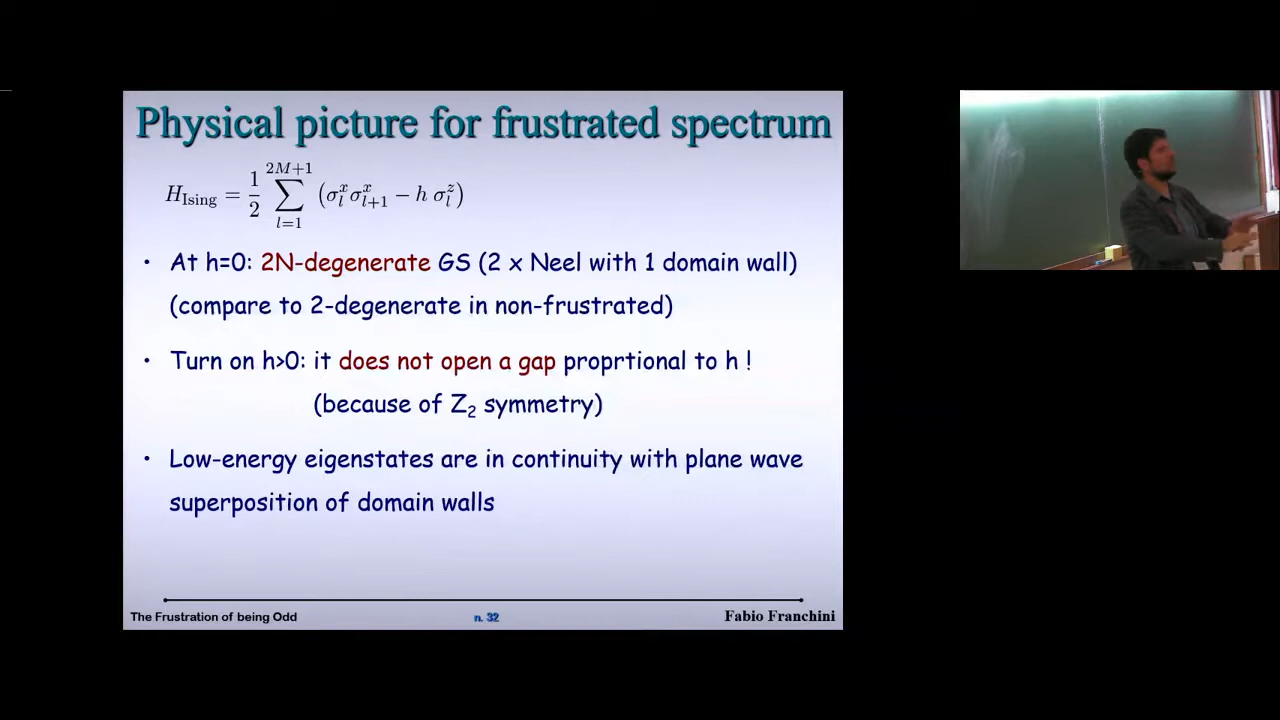 Physical picture for frustrated spectrum
H_Ising = 1/2 ∑_{l=1}^{2M+1} (σ_l^x σ_{l+1}^x − h σ_l^z)
• At h=0: 2N-degenerate GS (2 x Neel with 1 domain wall)
(compare to 2-degenerate in non-frustrated)
• Turn on h>0: it does not open a gap proprtional to h !
(because of Z₂ symmetry)
• Low-energy eigenstates are in continuity with plane wave
superposition of domain walls
The Frustration of being Odd n. 32 Fabio Franchini